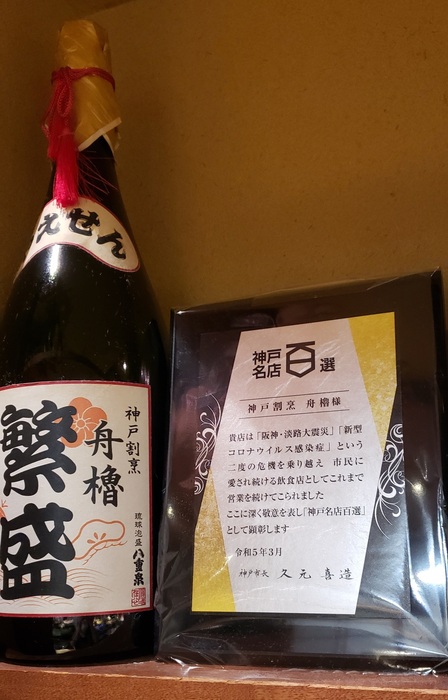 えせん
神戸割烹
舟櫓
繁盛
琉球泡盛
八重泉
神戸
名店
百選
神戸割烹 舟櫓様
貴店は「阪神・淡路大震災」「新型
コロナウイルス感染症」という
二度の危機を乗り越え 市民に
愛され続ける飲食店としてこれまで
営業を続けてこられました
ここに深く敬意を表し「神戸名店百選」
として顕彰します
令和5年3月
神戸市長 久元喜造